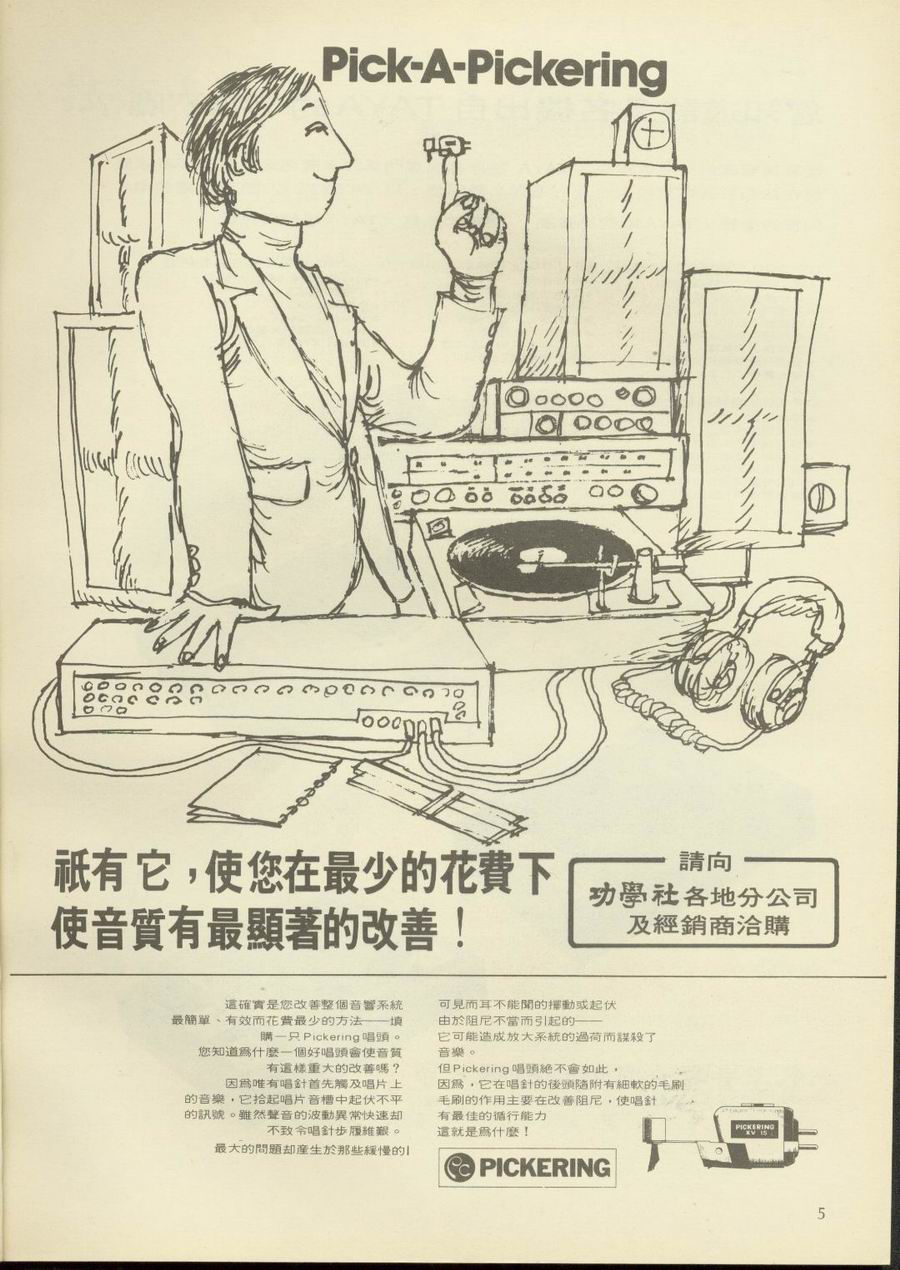 Pick-A-Pickering
祇有它，使您在最少的花費下
使音質有最顯著的改善！
請向
功學社各地分公司
及經銷商洽購
這確實是您改善整個音響系統
最簡單、有效而花費最少的方法——填
購一只Pickering唱頭。
您知道爲什麼一個好唱頭會使音質
有這樣重大的改善嗎？
因爲唯有唱針首先觸及唱片上
的音樂，它拾起唱片音槽中起伏不平
的訊號。雖然聲音的波動異常快速却
不致令唱針步履維艱。
最大的問題却產生於那些緩慢的
可見而耳不能聞的擺動或起伏
由於阻尼不當而引起的——
它可能造成放大系統的過荷而謀殺了
音樂。
但Pickering唱頭絕不會如此，
因爲，它在唱針的後頭隨附有細軟的毛刷
毛刷的作用主要在改善阻尼，使唱針
有最佳的循行能力
這就是爲什麼！
PICKERING
XV 15
PICKERING
5